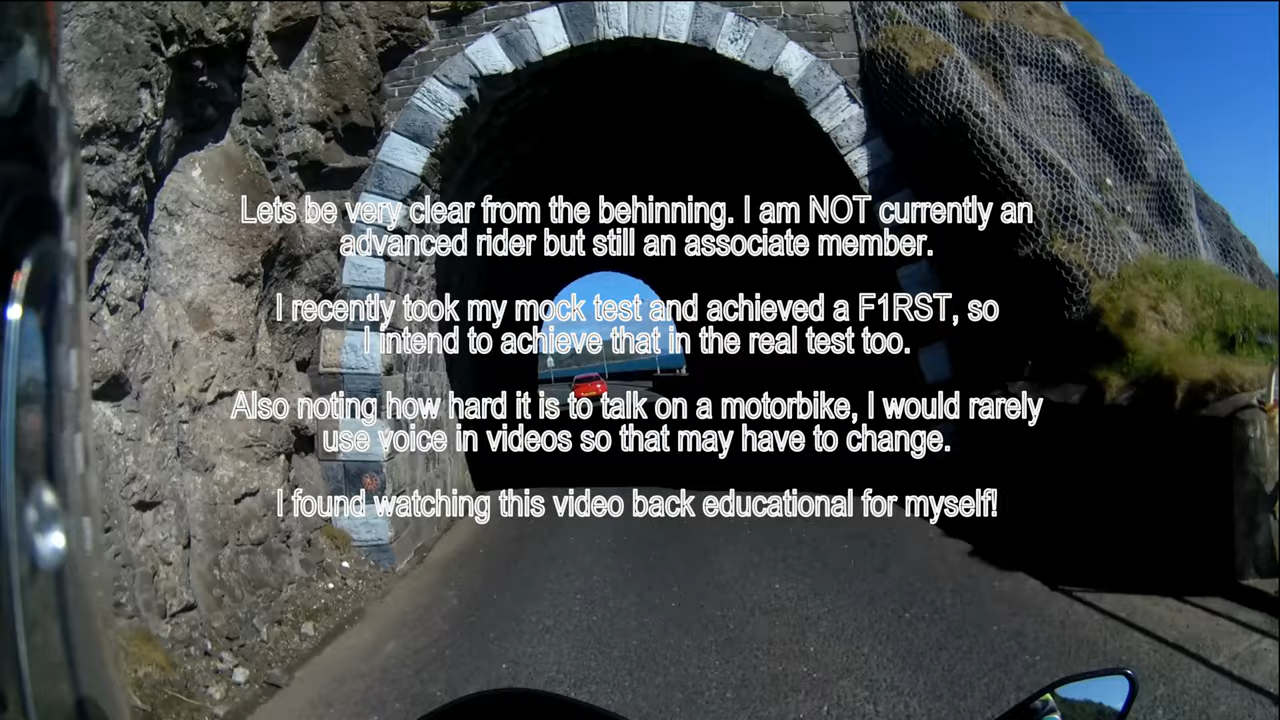 Lets be very clear from the behinning. I am NOT currently an
advanced rider but still an associate member.
I recently took my mock test and achieved a F1RST, so
I intend to achieve that in the real test too.
Also noting how hard it is to talk on a motorbike, I would rarely
use voice in videos so that may have to change.
I found watching this video back educational for myself!